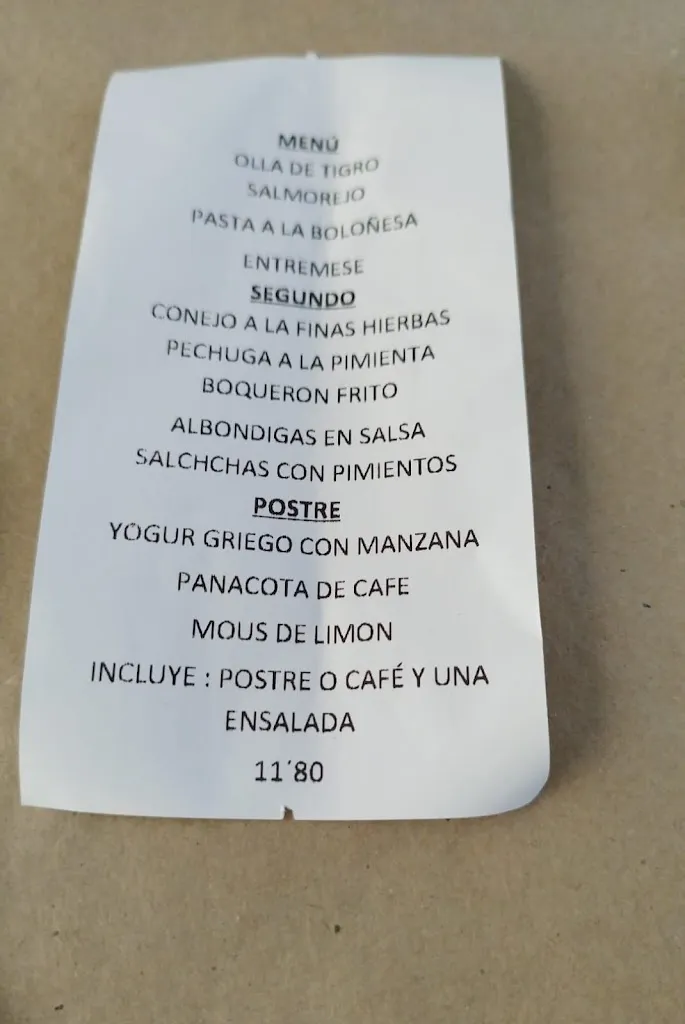 MENÚ
OLLA DE TIGRO
SALMOREJO
PASTA A LA BOLOÑESA
ENTREMESE
SEGUNDO
CONEJO A LA FINAS HIERBAS
PECHUGA A LA PIMIENTA
BOQUERON FRITO
ALBONDIGAS EN SALSA
SALCHCHAS CON PIMIENTOS
POSTRE
YOGUR GRIEGO CON MANZANA
PANACOTA DE CAFE
MOUS DE LIMON
INCLUYE : POSTRE O CAFÉ Y UNA
ENSALADA
11´80